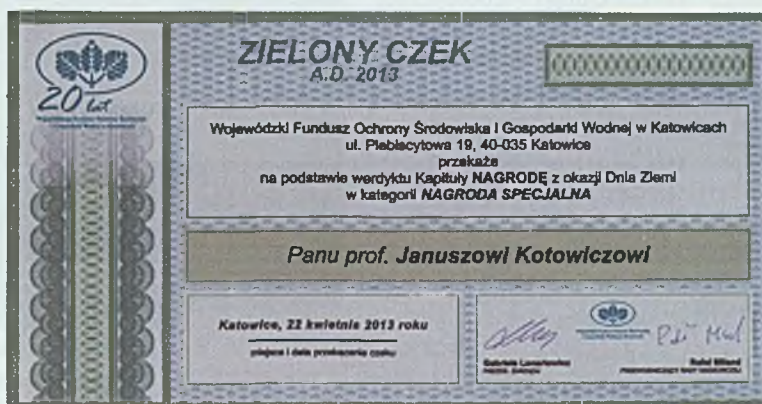 20 lat
ZIELONY CZEK
A.D. 2013
Wojewódzki Fundusz Ochrony Środowiska i Gospodarki Wodnej w Katowicach
ul. Plebiscytowa 19, 40-035 Katowice
przekaże
na podstawie werdyktu Kapituły NAGRODĘ z okazji Dnia Ziemi
w kategorii NAGRODA SPECJALNA
Panu prof. Januszowi Kotowiczowi
Katowice, 22 kwietnia 2013 roku
miejsce i data przekazania czeku